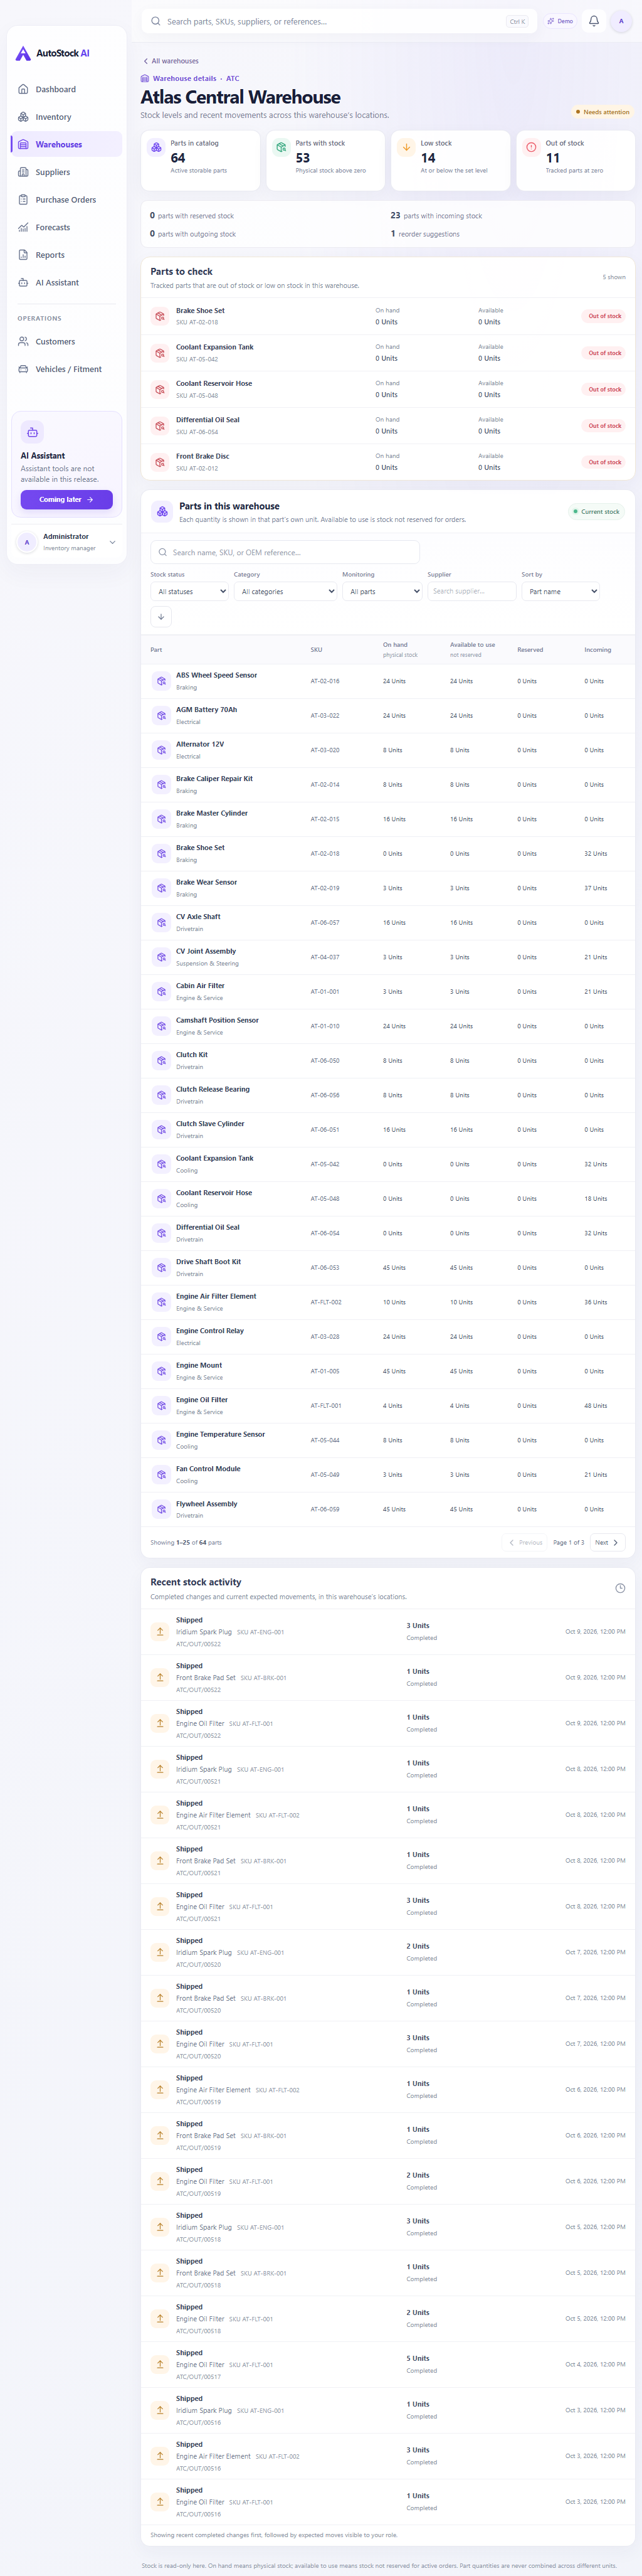 AutoStock AI
Dashboard
Inventory
Warehouses
Suppliers
Purchase Orders
Forecasts
Reports
AI Assistant
OPERATIONS
Customers
Vehicles / Fitment
AI Assistant
Assistant tools are not
available in this release.
Coming later
A
Administrator
Inventory manager
Search parts, SKUs, suppliers, or references...
Ctrl K
Demo
A
All warehouses
Warehouse details · ATC
Atlas Central Warehouse
Stock levels and recent movements across this warehouse's locations.
Needs attention
Parts in catalog
64
Active storable parts
Parts with stock
53
Physical stock above zero
Low stock
14
At or below the set level
Out of stock
11
Tracked parts at zero
0 parts with reserved stock
23 parts with incoming stock
0 parts with outgoing stock
1 reorder suggestions
Parts to check
Tracked parts that are out of stock or low on stock in this warehouse.
5 shown
Brake Shoe Set
SKU AT-02-018
On hand
0 Units
Available
0 Units
Out of stock
Coolant Expansion Tank
SKU AT-05-042
On hand
0 Units
Available
0 Units
Out of stock
Coolant Reservoir Hose
SKU AT-05-048
On hand
0 Units
Available
0 Units
Out of stock
Differential Oil Seal
SKU AT-06-054
On hand
0 Units
Available
0 Units
Out of stock
Front Brake Disc
SKU AT-02-012
On hand
0 Units
Available
0 Units
Out of stock
Parts in this warehouse
Each quantity is shown in that part's own unit. Available to use is stock not reserved for orders.
Current stock
Search name, SKU, or OEM reference...
Stock status
Category
Monitoring
Supplier
Sort by
All statuses
All categories
All parts
Search supplier...
Part name
Part SKU On hand physical stock Available to use not reserved Reserved Incoming
ABS Wheel Speed Sensor
Braking
AT-02-016 24 Units 24 Units 0 Units 0 Units
AGM Battery 70Ah
Electrical
AT-03-022 24 Units 24 Units 0 Units 0 Units
Alternator 12V
Electrical
AT-03-020 8 Units 8 Units 0 Units 0 Units
Brake Caliper Repair Kit
Braking
AT-02-014 8 Units 8 Units 0 Units 0 Units
Brake Master Cylinder
Braking
AT-02-015 16 Units 16 Units 0 Units 0 Units
Brake Shoe Set
Braking
AT-02-018 0 Units 0 Units 0 Units 32 Units
Brake Wear Sensor
Braking
AT-02-019 3 Units 3 Units 0 Units 37 Units
CV Axle Shaft
Drivetrain
AT-06-057 16 Units 16 Units 0 Units 0 Units
CV Joint Assembly
Suspension & Steering
AT-04-037 3 Units 3 Units 0 Units 21 Units
Cabin Air Filter
Engine & Service
AT-01-001 3 Units 3 Units 0 Units 21 Units
Camshaft Position Sensor
Engine & Service
AT-01-010 24 Units 24 Units 0 Units 0 Units
Clutch Kit
Drivetrain
AT-06-050 8 Units 8 Units 0 Units 0 Units
Clutch Release Bearing
Drivetrain
AT-06-056 8 Units 8 Units 0 Units 0 Units
Clutch Slave Cylinder
Drivetrain
AT-06-051 16 Units 16 Units 0 Units 0 Units
Coolant Expansion Tank
Cooling
AT-05-042 0 Units 0 Units 0 Units 32 Units
Coolant Reservoir Hose
Cooling
AT-05-048 0 Units 0 Units 0 Units 18 Units
Differential Oil Seal
Drivetrain
AT-06-054 0 Units 0 Units 0 Units 32 Units
Drive Shaft Boot Kit
Drivetrain
AT-06-053 45 Units 45 Units 0 Units 0 Units
Engine Air Filter Element
Engine & Service
AT-FLT-002 10 Units 10 Units 0 Units 36 Units
Engine Control Relay
Electrical
AT-03-028 24 Units 24 Units 0 Units 0 Units
Engine Mount
Engine & Service
AT-01-005 45 Units 45 Units 0 Units 0 Units
Engine Oil Filter
Engine & Service
AT-FLT-001 4 Units 4 Units 0 Units 48 Units
Engine Temperature Sensor
Cooling
AT-05-044 8 Units 8 Units 0 Units 0 Units
Fan Control Module
Cooling
AT-05-049 3 Units 3 Units 0 Units 21 Units
Flywheel Assembly
Drivetrain
AT-06-059 45 Units 45 Units 0 Units 0 Units
Showing 1–25 of 64 parts
Previous
Page 1 of 3
Next
Recent stock activity
Completed changes and current expected movements, in this warehouse's locations.
Shipped
Iridium Spark Plug SKU AT-ENG-001
ATC/OUT/00522
3 Units
Completed
Oct 9, 2026, 12:00 PM
Shipped
Front Brake Pad Set SKU AT-BRK-001
ATC/OUT/00522
1 Units
Completed
Oct 9, 2026, 12:00 PM
Shipped
Engine Oil Filter SKU AT-FLT-001
ATC/OUT/00522
1 Units
Completed
Oct 9, 2026, 12:00 PM
Shipped
Iridium Spark Plug SKU AT-ENG-001
ATC/OUT/00521
1 Units
Completed
Oct 8, 2026, 12:00 PM
Shipped
Engine Air Filter Element SKU AT-FLT-002
ATC/OUT/00521
1 Units
Completed
Oct 8, 2026, 12:00 PM
Shipped
Front Brake Pad Set SKU AT-BRK-001
ATC/OUT/00521
1 Units
Completed
Oct 8, 2026, 12:00 PM
Shipped
Engine Oil Filter SKU AT-FLT-001
ATC/OUT/00521
3 Units
Completed
Oct 8, 2026, 12:00 PM
Shipped
Iridium Spark Plug SKU AT-ENG-001
ATC/OUT/00520
2 Units
Completed
Oct 7, 2026, 12:00 PM
Shipped
Front Brake Pad Set SKU AT-BRK-001
ATC/OUT/00520
1 Units
Completed
Oct 7, 2026, 12:00 PM
Shipped
Engine Oil Filter SKU AT-FLT-001
ATC/OUT/00520
3 Units
Completed
Oct 7, 2026, 12:00 PM
Shipped
Engine Air Filter Element SKU AT-FLT-002
ATC/OUT/00519
1 Units
Completed
Oct 6, 2026, 12:00 PM
Shipped
Front Brake Pad Set SKU AT-BRK-001
ATC/OUT/00519
1 Units
Completed
Oct 6, 2026, 12:00 PM
Shipped
Engine Oil Filter SKU AT-FLT-001
ATC/OUT/00519
2 Units
Completed
Oct 6, 2026, 12:00 PM
Shipped
Iridium Spark Plug SKU AT-ENG-001
ATC/OUT/00518
3 Units
Completed
Oct 5, 2026, 12:00 PM
Shipped
Front Brake Pad Set SKU AT-BRK-001
ATC/OUT/00518
1 Units
Completed
Oct 5, 2026, 12:00 PM
Shipped
Engine Oil Filter SKU AT-FLT-001
ATC/OUT/00518
2 Units
Completed
Oct 5, 2026, 12:00 PM
Shipped
Engine Oil Filter SKU AT-FLT-001
ATC/OUT/00517
5 Units
Completed
Oct 4, 2026, 12:00 PM
Shipped
Iridium Spark Plug SKU AT-ENG-001
ATC/OUT/00516
1 Units
Completed
Oct 3, 2026, 12:00 PM
Shipped
Engine Air Filter Element SKU AT-FLT-002
ATC/OUT/00516
3 Units
Completed
Oct 3, 2026, 12:00 PM
Shipped
Engine Oil Filter SKU AT-FLT-001
ATC/OUT/00516
1 Units
Completed
Oct 3, 2026, 12:00 PM
Showing recent completed changes first, followed by expected moves visible to your role.
Stock is read-only here. On hand means physical stock; available to use means stock not reserved for active orders. Part quantities are never combined across different units.